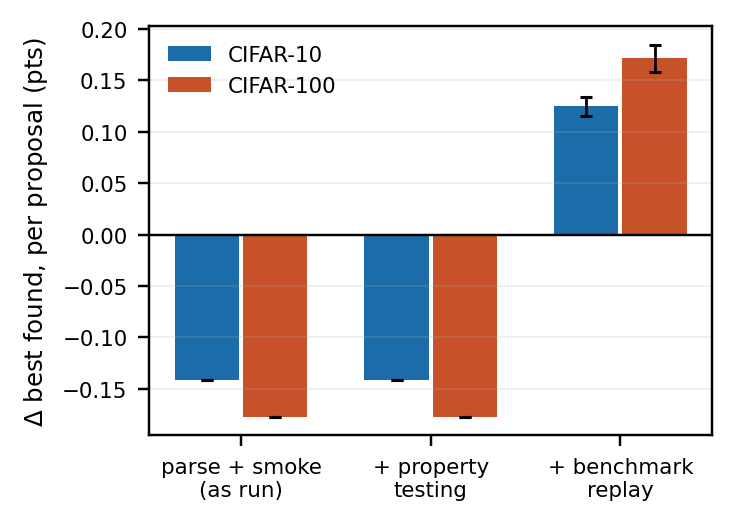 Δ best found, per proposal (pts)
0.20
0.15
0.10
0.05
0.00
−0.05
−0.10
−0.15
CIFAR-10
CIFAR-100
parse + smoke
(as run)
+ property
testing
+ benchmark
replay